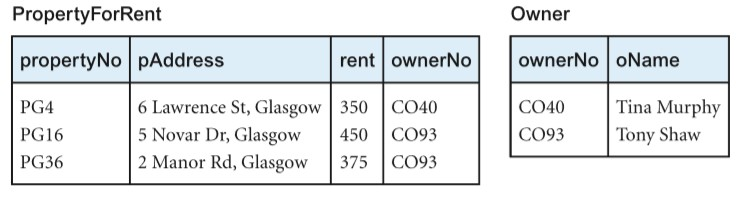 PropertyForRent
propertyNo pAddress rent ownerNo
PG4 6 Lawrence St, Glasgow 350 CO40
PG16 5 Novar Dr, Glasgow 450 CO93
PG36 2 Manor Rd, Glasgow 375 CO93
Owner
ownerNo oName
CO40 Tina Murphy
CO93 Tony Shaw